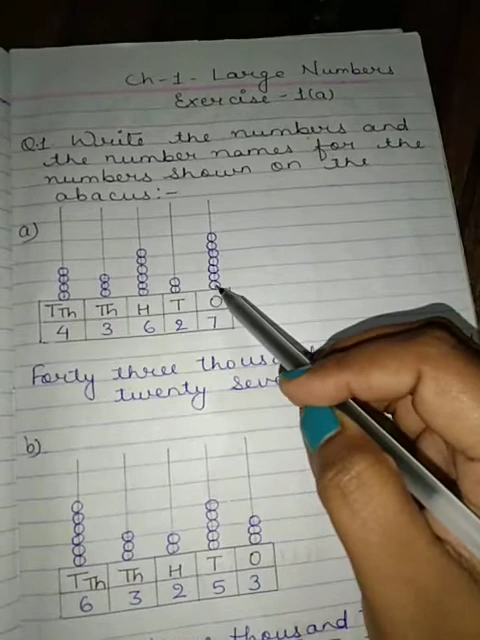 Ch-1- Large Numbers
Exercise-1(a)
Q.1 Write the numbers and
the number names for the
numbers shown on the
abacus:-
a)
TTh Th H T O
4 3 6 2 7
Forty three thous
twenty seve
b)
TTh Th H T O
6 3 2 5 3
thousand